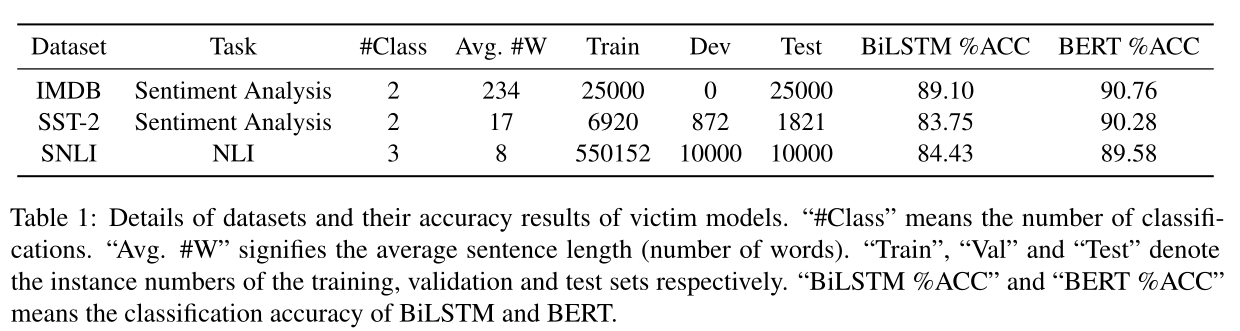 Dataset Task #Class Avg. #W Train Dev Test BiLSTM %ACC BERT %ACC
IMDB Sentiment Analysis 2 234 25000 0 25000 89.10 90.76
SST-2 Sentiment Analysis 2 17 6920 872 1821 83.75 90.28
SNLI NLI 3 8 550152 10000 10000 84.43 89.58
Table 1: Details of datasets and their accuracy results of victim models. “#Class” means the number of classifi-
cations. “Avg. #W” signifies the average sentence length (number of words). “Train”, “Val” and “Test” denote
the instance numbers of the training, validation and test sets respectively. “BiLSTM %ACC” and “BERT %ACC”
means the classification accuracy of BiLSTM and BERT.